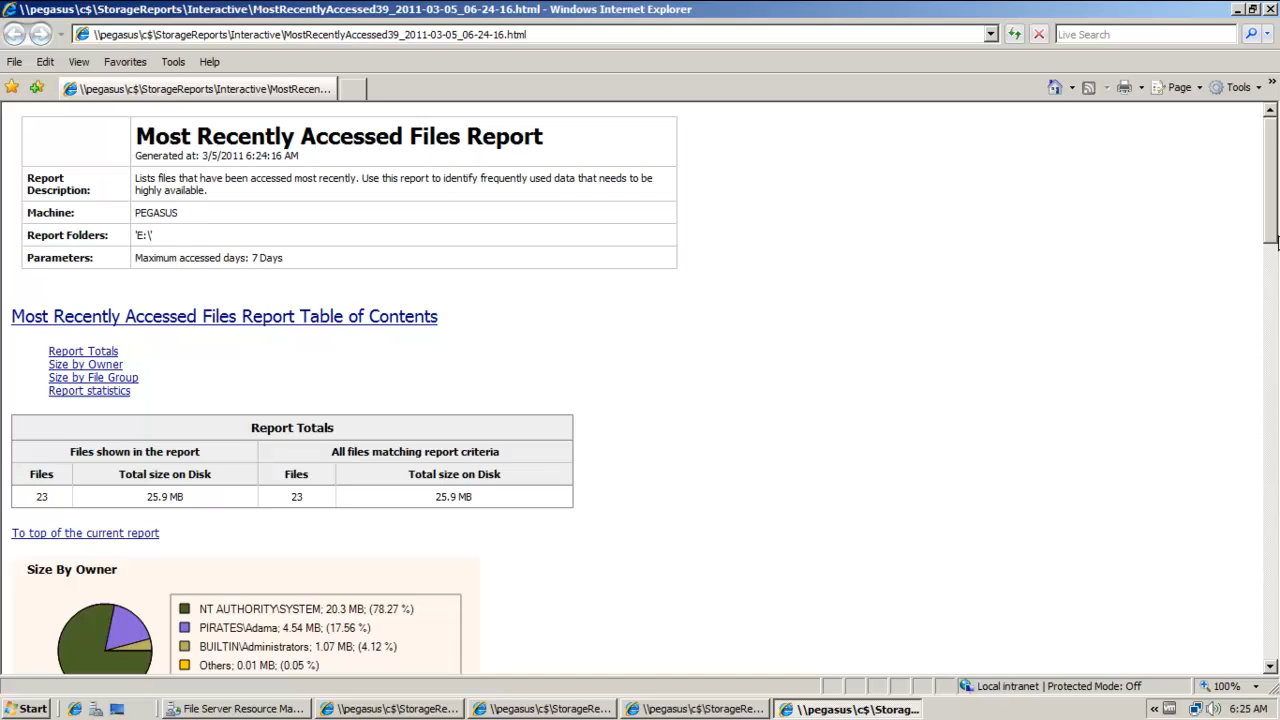 \\pegasus\c$\StorageReports\Interactive\MostRecentlyAccessed39_2011-03-05_06-24-16.html - Windows Internet Explorer
\\pegasus\c$\StorageReports\Interactive\MostRecentlyAccessed39_2011-03-05_06-24-16.html
Live Search
File Edit View Favorites Tools Help
\\pegasus\c$\StorageReports\Interactive\MostRecen...
Page Tools
Most Recently Accessed Files Report
Generated at: 3/5/2011 6:24:16 AM
Report Description:
Lists files that have been accessed most recently. Use this report to identify frequently used data that needs to be
highly available.
Machine: PEGASUS
Report Folders: 'E:\'
Parameters: Maximum accessed days: 7 Days
Most Recently Accessed Files Report Table of Contents
Report Totals
Size by Owner
Size by File Group
Report statistics
Report Totals
Files shown in the report All files matching report criteria
Files Total size on Disk Files Total size on Disk
23 25.9 MB 23 25.9 MB
To top of the current report
Size By Owner
NT AUTHORITY\SYSTEM; 20.3 MB; (78.27 %)
PIRATES\Adama; 4.54 MB; (17.56 %)
BUILTIN\Administrators; 1.07 MB; (4.12 %)
Others; 0.01 MB; (0.05 %)
Local intranet | Protected Mode: Off 100%
Start File Server Resource Ma... \\pegasus\c$\StorageRe... \\pegasus\c$\StorageRe... \\pegasus\c$\StorageRe... \\pegasus\c$\Storag... 6:25 AM